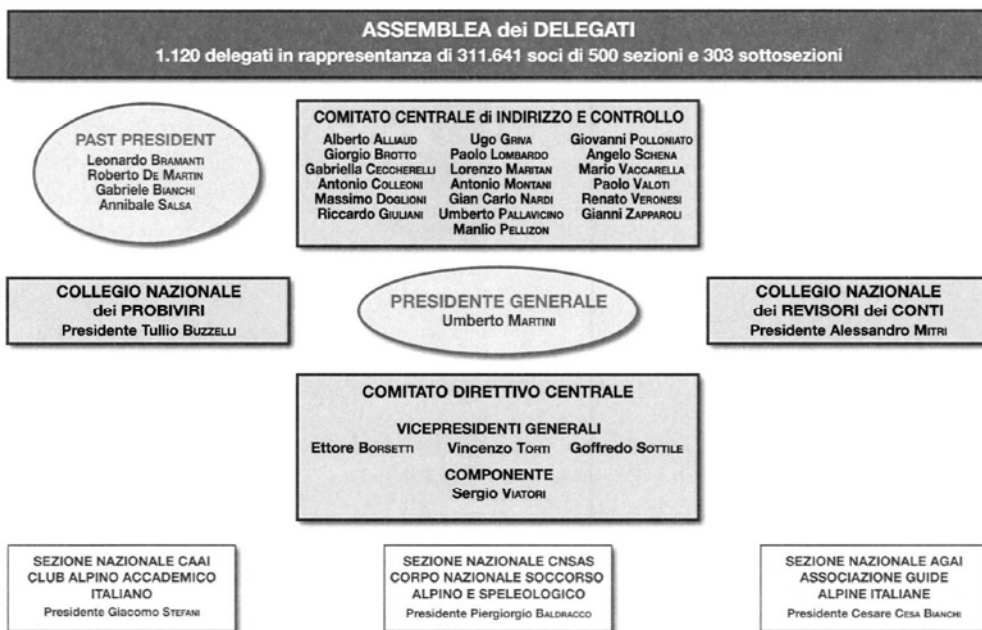 ASSEMBLEA dei DELEGATI
1.120 delegati in rappresentanza di 311.641 soci di 500 sezioni e 303 sottosezioni
PAST PRESIDENT
Leonardo BRAMANTI
Roberto DE MARTIN
Gabriele BIANCHI
Annibale SALSA
COMITATO CENTRALE di INDIRIZZO E CONTROLLO
Alberto ALLIAUD Ugo GRIVA Giovanni POLLONIATO
Giorgio BROTTO Paolo LOMBARDO Angelo SCHENA
Gabriella CECCHERELLI Lorenzo MARITAN Mario VACCARELLA
Antonio COLLEONI Antonio MONTANI Paolo VALOTI
Massimo DOGLIONI Gian Carlo NARDI Renato VERONESI
Riccardo GIULIANI Umberto PALLAVICINO Gianni ZAPPAROLI
Manlio PELLIZON
COLLEGIO NAZIONALE
dei PROBIVIRI
Presidente Tullio BUZZELLI
PRESIDENTE GENERALE
Umberto MARTINI
COLLEGIO NAZIONALE
dei REVISORI dei CONTI
Presidente Alessandro MITRI
COMITATO DIRETTIVO CENTRALE
VICEPRESIDENTI GENERALI
Ettore BORSETTI Vincenzo TORTI Goffredo SOTTILE
COMPONENTE
Sergio VIATORI
SEZIONE NAZIONALE CAAI
CLUB ALPINO ACCADEMICO
ITALIANO
Presidente Giacomo STEFANI
SEZIONE NAZIONALE CNSAS
CORPO NAZIONALE SOCCORSO
ALPINO E SPELEOLOGICO
Presidente Piergiorgio BALDRACCO
SEZIONE NAZIONALE AGAI
ASSOCIAZIONE GUIDE
ALPINE ITALIANE
Presidente Cesare CESA BIANCHI